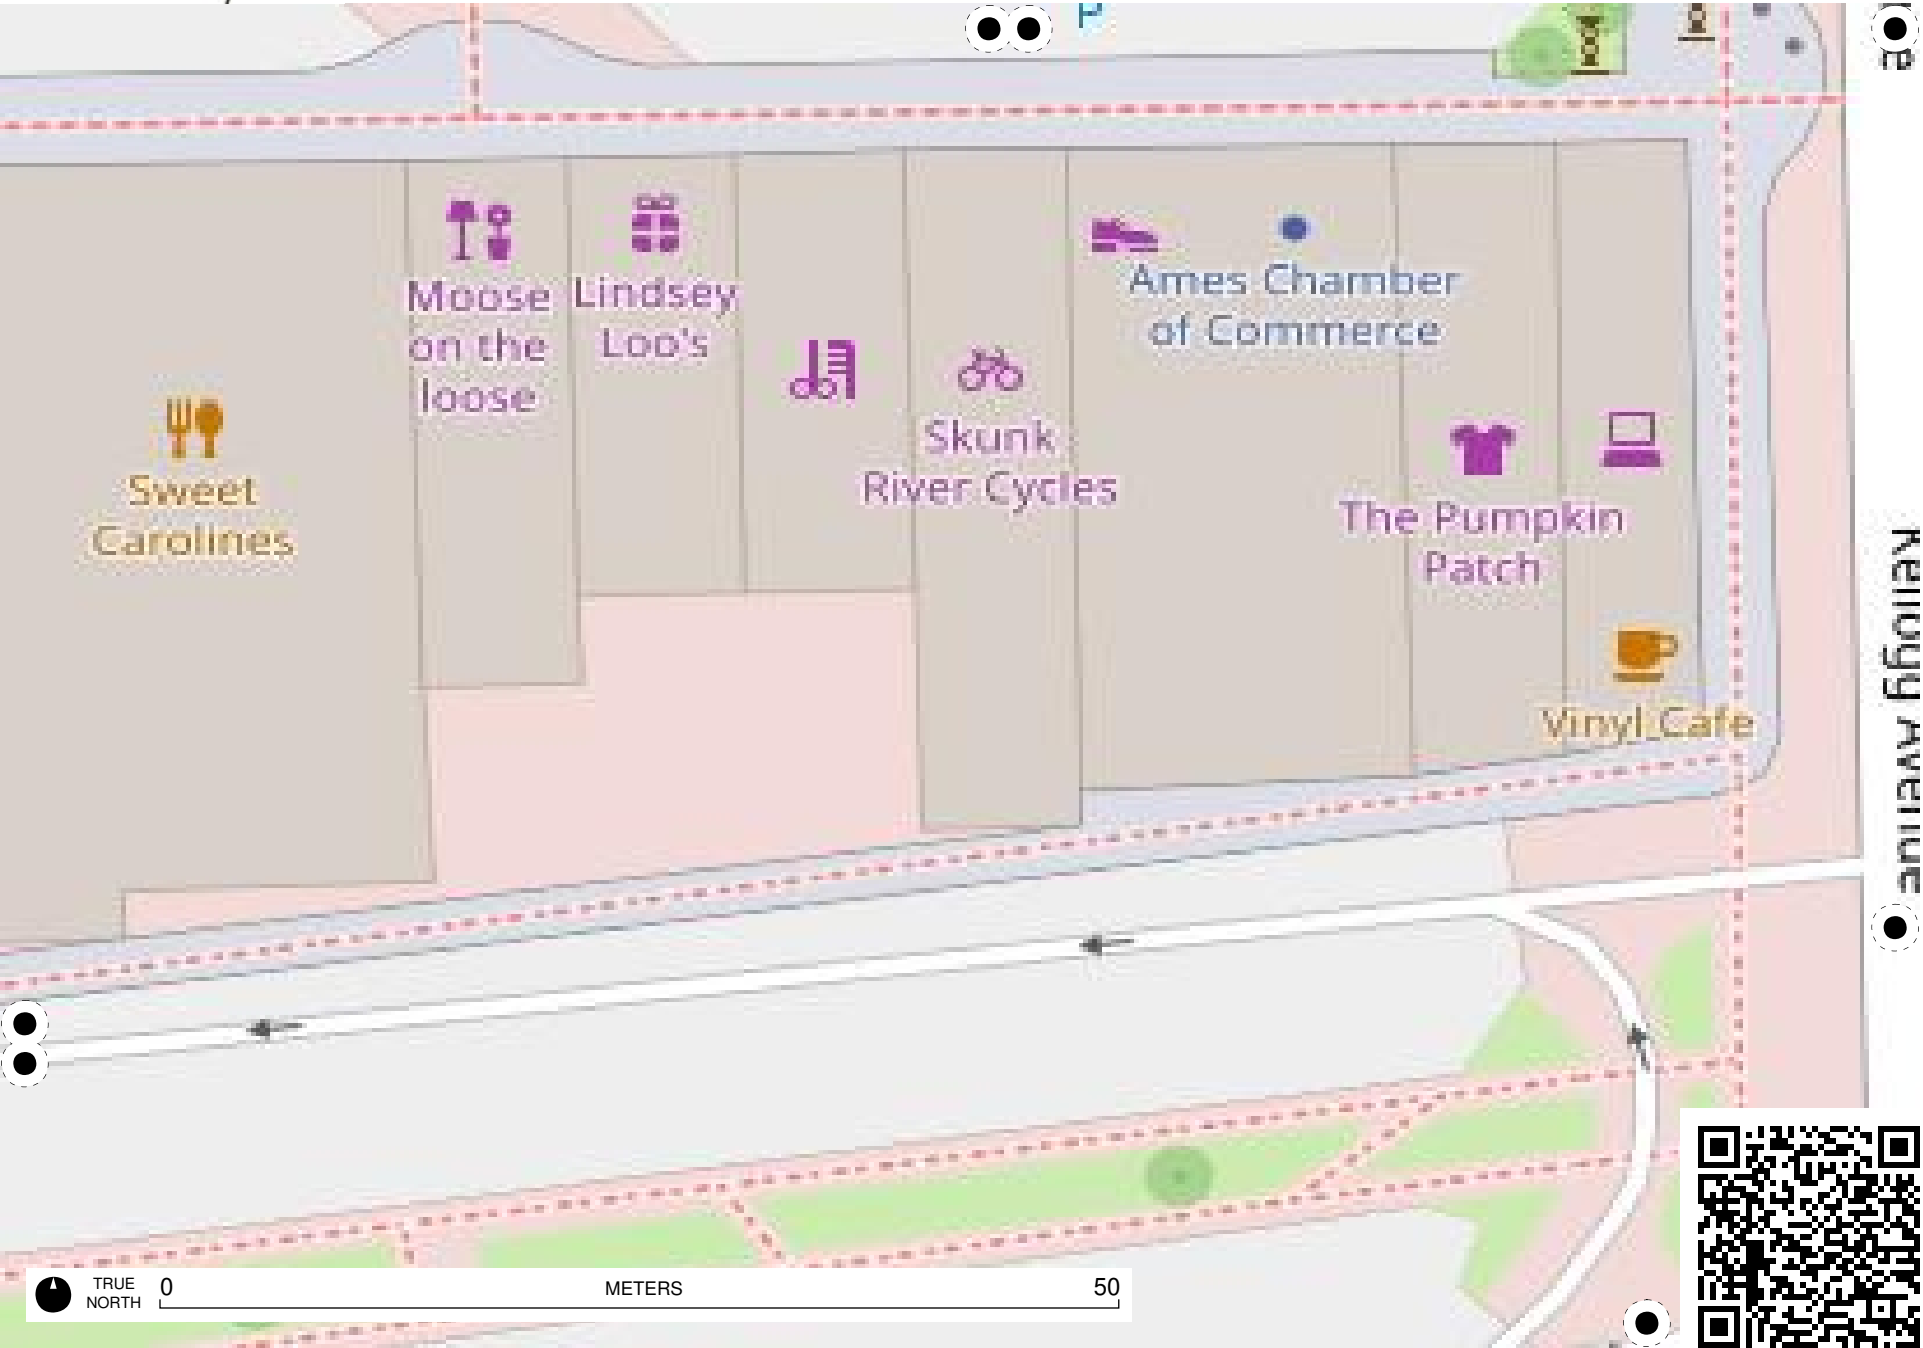 P
Moose
on the
loose
Lindsey
Loo's
Ames Chamber
of Commerce
Skunk
River Cycles
Sweet
Carolines
The Pumpkin
Patch
Vinyl Cafe
Kellogg Avenue
TRUE
NORTH
0
METERS
50